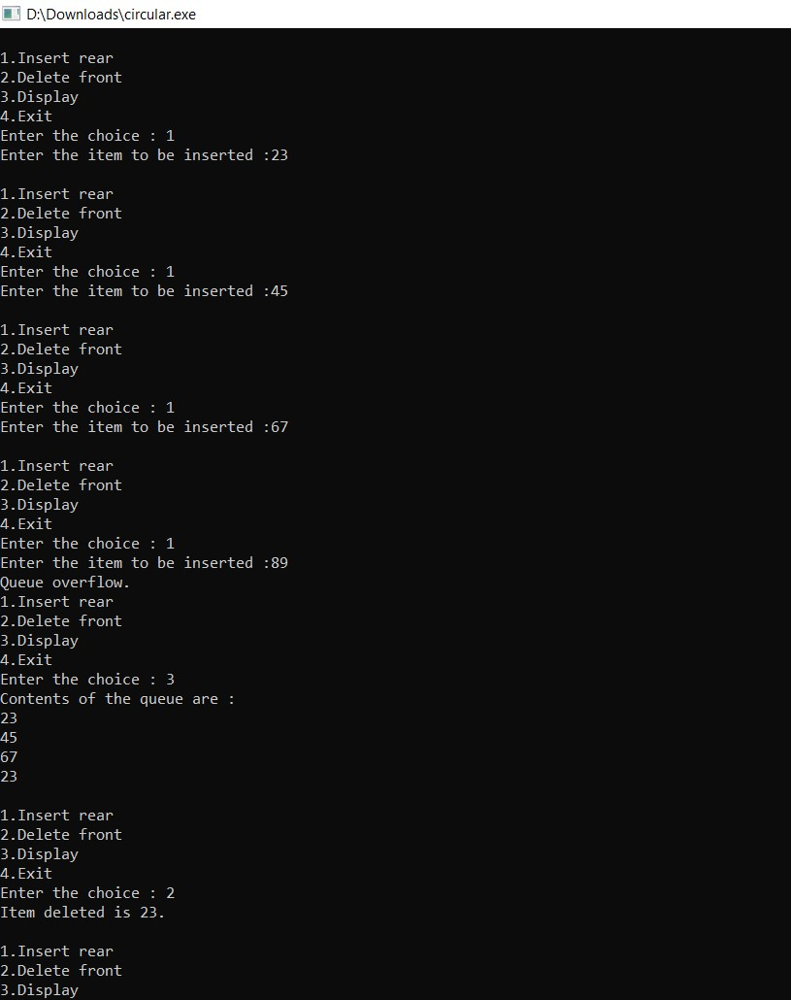 D:\Downloads\circular.exe
1.Insert rear
2.Delete front
3.Display
4.Exit
Enter the choice : 1
Enter the item to be inserted :23
1.Insert rear
2.Delete front
3.Display
4.Exit
Enter the choice : 1
Enter the item to be inserted :45
1.Insert rear
2.Delete front
3.Display
4.Exit
Enter the choice : 1
Enter the item to be inserted :67
1.Insert rear
2.Delete front
3.Display
4.Exit
Enter the choice : 1
Enter the item to be inserted :89
Queue overflow.
1.Insert rear
2.Delete front
3.Display
4.Exit
Enter the choice : 3
Contents of the queue are :
23
45
67
23
1.Insert rear
2.Delete front
3.Display
4.Exit
Enter the choice : 2
Item deleted is 23.
1.Insert rear
2.Delete front
3.Display